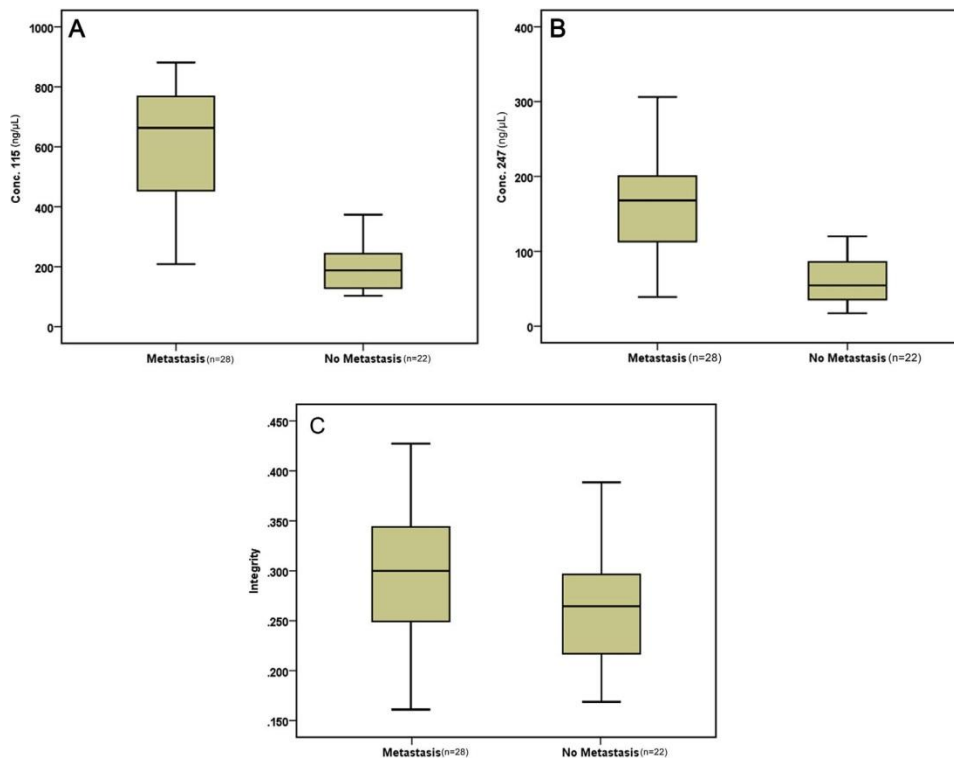 A
1000
800
600
400
200
0
Conc. 115 (ng/µL)
Metastasis(n=28)
No Metastasis(n=22)
B
400
300
200
100
0
Conc. 247 (ng/µL)
Metastasis(n=28)
No Metastasis(n=22)
C
.450
.400
.350
.300
.250
.200
.150
Integrity
Metastasis(n=28)
No Metastasis(n=22)